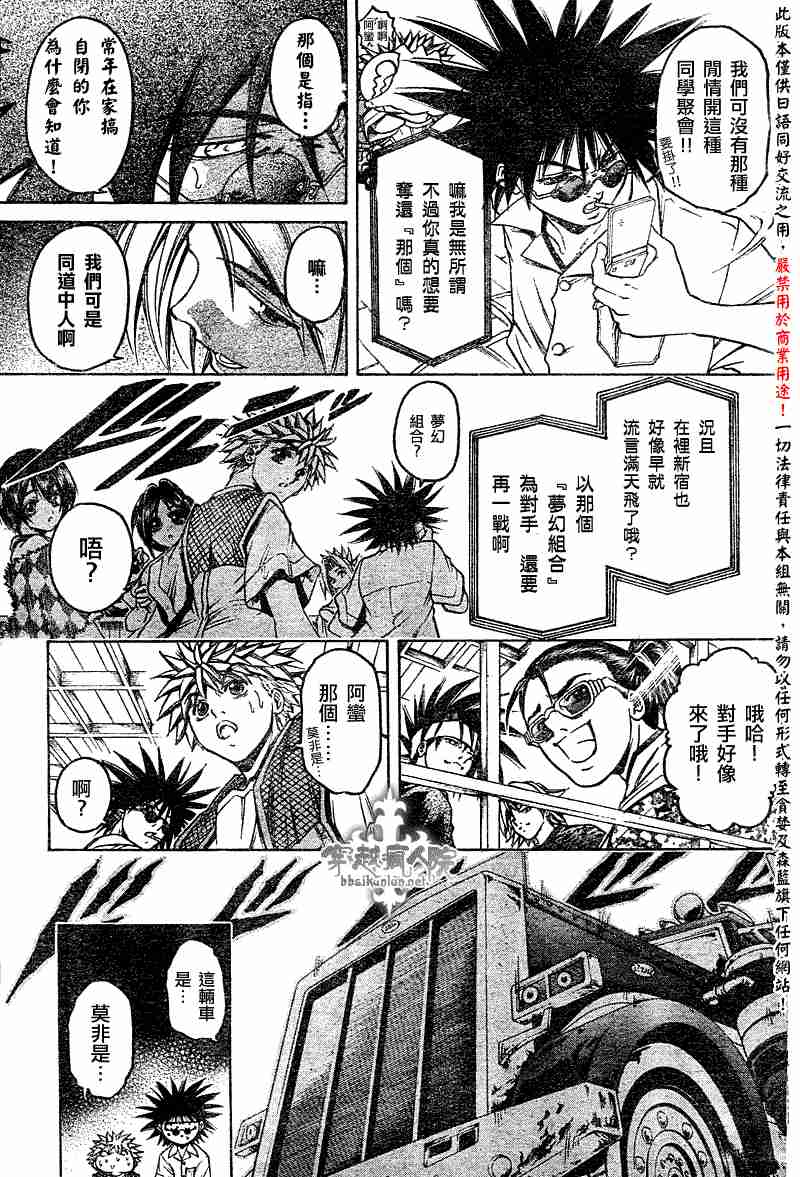 我們可沒有那種
閒情開這種
同學聚會!!
要掛了!!
啊啊
阿蠻
嘛我是無所謂
不過你真的想要
奪還『那個』嗎？
那個是指…
常年在家搞
自閉的你
為什麼會知道！
嘛…
我們可是
同道中人啊
況且
在裡新宿也
好像早就
流言滿天飛了哦？
以那個
『夢幻組合』
為對手 還要
再一戰啊
夢幻
組合？
唔？
哦哈！
對手好像
來了哦！
阿蠻
那個…
莫非是…
啊？
這輛車
是…
莫非是…
穿越瘋人院
bbsikunlun.net
此版本僅供日語同好交流之用，嚴禁用於商業用途！一切法律責任與本組無關，請勿以任何形式轉至貪婪及森藍旗下任何網站！